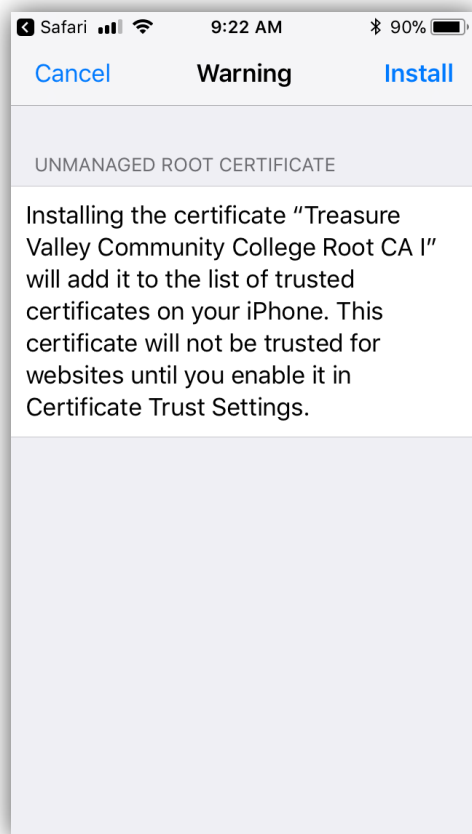 Safari 9:22 AM 90%
Cancel Warning Install
UNMANAGED ROOT CERTIFICATE
Installing the certificate “Treasure
Valley Community College Root CA I”
will add it to the list of trusted
certificates on your iPhone. This
certificate will not be trusted for
websites until you enable it in
Certificate Trust Settings.